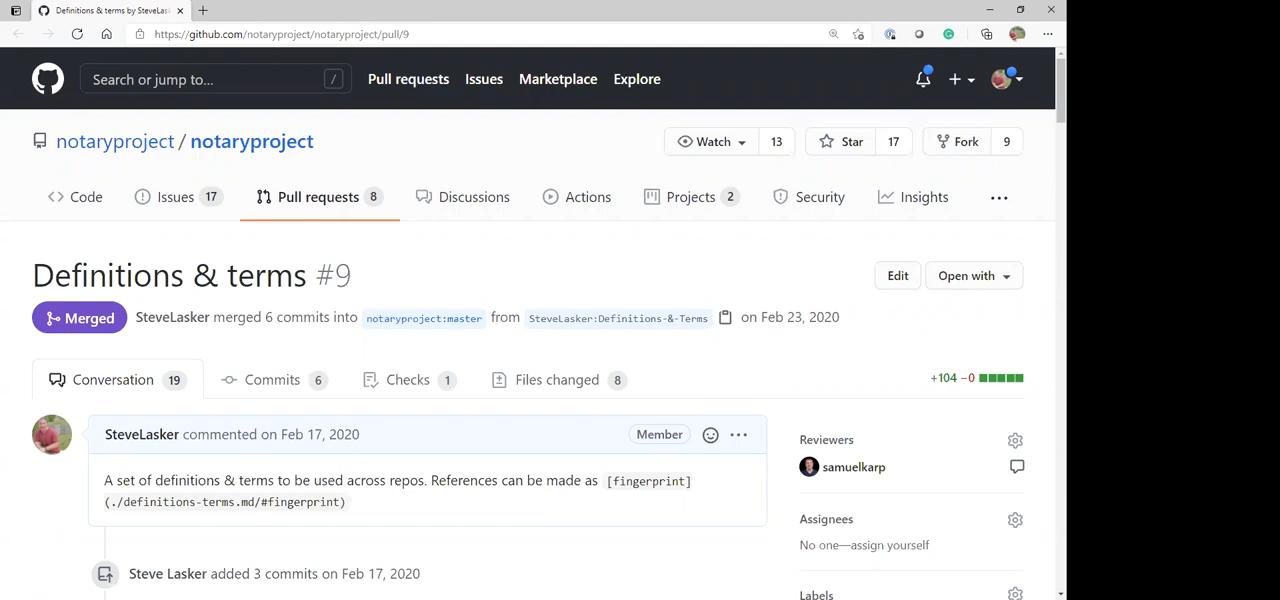 Definitions & terms by SteveLas
https://github.com/notaryproject/notaryproject/pull/9
Search or jump to...
/
Pull requests
Issues
Marketplace
Explore
notaryproject / notaryproject
Watch 13
Star 17
Fork 9
Code
Issues 17
Pull requests 8
Discussions
Actions
Projects 2
Security
Insights
Definitions & terms #9
Edit
Open with
Merged
SteveLasker merged 6 commits into notaryproject:master from SteveLasker:Definitions-&-Terms on Feb 23, 2020
Conversation 19
Commits 6
Checks 1
Files changed 8
+104 −0
SteveLasker commented on Feb 17, 2020
Member
A set of definitions & terms to be used across repos. References can be made as [fingerprint]
(./definitions-terms.md/#fingerprint)
Steve Lasker added 3 commits on Feb 17, 2020
Reviewers
samuelkarp
Assignees
No one—assign yourself
Labels